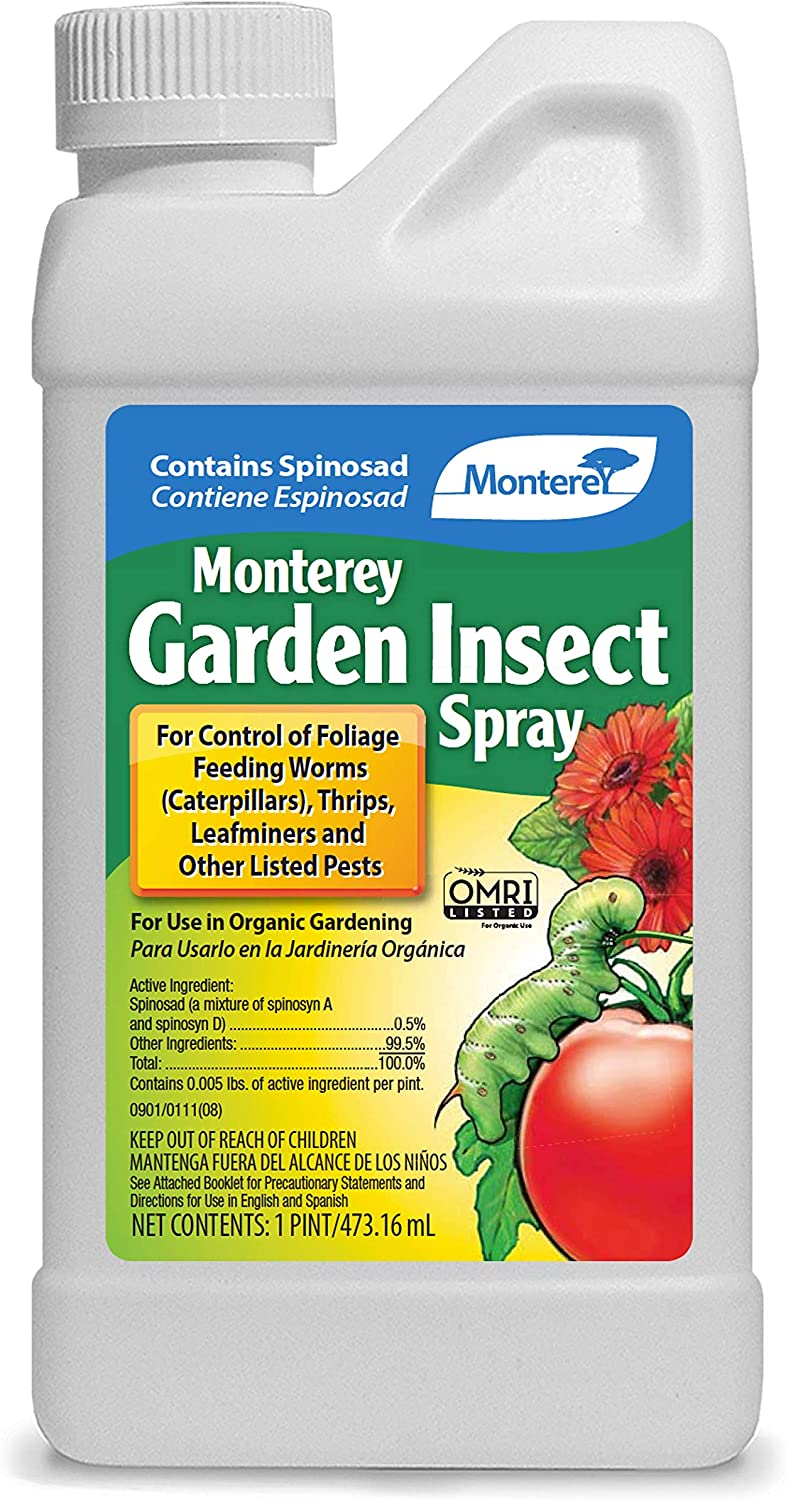 Contains Spinosad
Contiene Espinosad
Monterey
Monterey
Garden Insect
Spray
For Control of Foliage
Feeding Worms
(Caterpillars), Thrips,
Leafminers and
Other Listed Pests
OMRI
LISTED
For Organic Use
For Use in Organic Gardening
Para Usarlo en la Jardinería Orgánica
Active Ingredient:
Spinosad (a mixture of spinosyn A
and spinosyn D) ........................................0.5%
Other Ingredients: ....................................99.5%
Total:......................................................100.0%
Contains 0.005 lbs. of active ingredient per pint.
0901/0111(08)
KEEP OUT OF REACH OF CHILDREN
MANTENGA FUERA DEL ALCANCE DE LOS NIÑOS
See Attached Booklet for Precautionary Statements and
Directions for Use in English and Spanish
NET CONTENTS: 1 PINT/473.16 mL